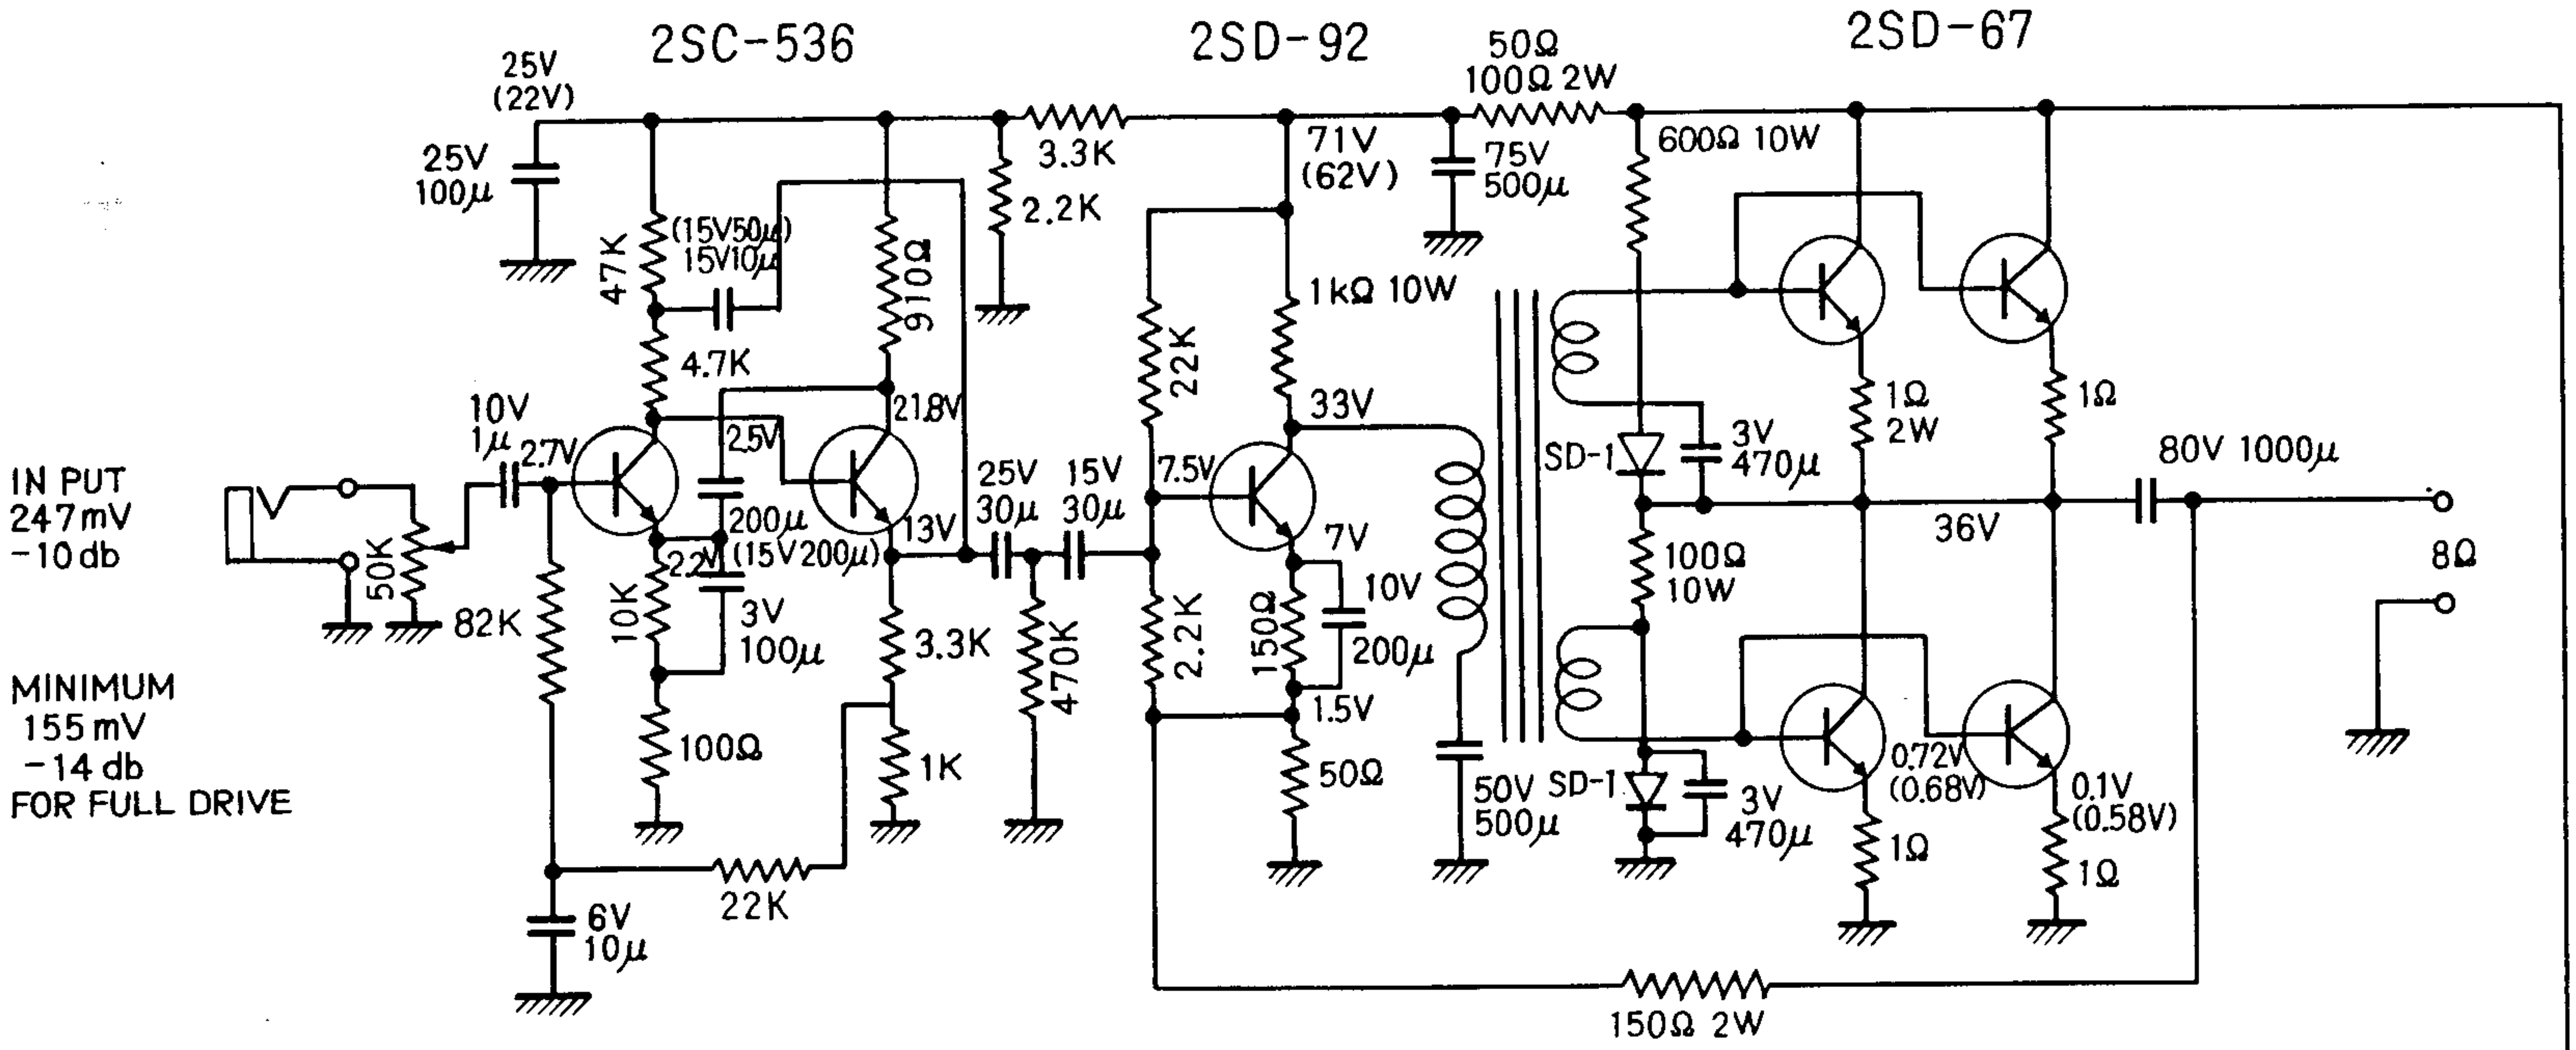 2SC-536
2SD-92
2SD-67
25V
(22V)
50Ω
100Ω 2W
600Ω 10W
25V
100μ
3.3K
71V
(62V)
75V
500μ
2.2K
47K
(15V50μ)
15V10μ
910Ω
1kΩ 10W
22K
4.7K
10V
1μ
2.7V
2.5V
21.8V
33V
1Ω
2W
1Ω
IN PUT
247mV
-10db
50K
200μ
(15V200μ)
13V
2.2V
25V
30μ
15V
30μ
7.5V
7V
SD-1
3V
470μ
80V 1000μ
36V
8Ω
82K
10K
3V
100μ
3.3K
470K
2.2K
150Ω
10V
200μ
100Ω
10W
MINIMUM
155mV
-14db
FOR FULL DRIVE
100Ω
1K
1.5V
50Ω
50V
500μ
SD-1
3V
470μ
0.72V
(0.68V)
0.1V
(0.58V)
1Ω
1Ω
22K
6V
10μ
150Ω 2W